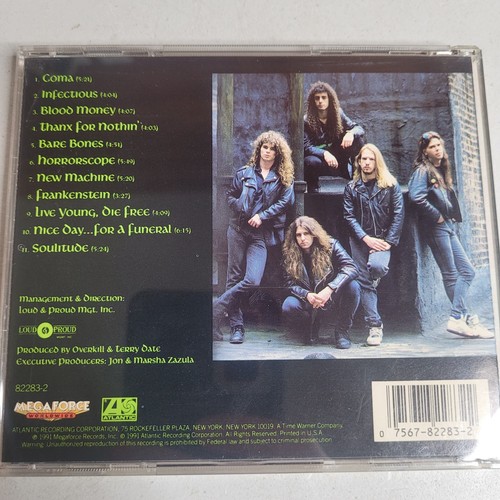 1. Coma (5:21)
2. Infectious (4:04)
3. Blood Money (4:07)
4. Thanx for Nothin' (4:03)
5. Bare Bones (4:51)
6. Horrorscope (5:49)
7. New Machine (5:20)
8. Frankenstein (3:27)
9. Live Young, Die Free (4:09)
10. Nice Day...for a Funeral (6:15)
11. Soulitude (5:24)
Management & Direction:
Loud & Proud Mgt. Inc.
LOUD PROUD
Produced by Overkill & Terry Date
Executive Producers: Jon & Marsha Zazula
82283-2
MEGAFORCE
WORLDWIDE
ATLANTIC
ATLANTIC RECORDING CORPORATION, 75 ROCKEFELLER PLAZA, NEW YORK, NEW YORK 10019. A Time Warner Company.
℗ 1991 Megaforce Records, Inc. © 1991 Atlantic Recording Corporation. All Rights Reserved. Printed in U.S.A.
Warning: Unauthorized reproduction of this recording is prohibited by Federal law and subject to criminal prosecution.
0 7567-82283-2